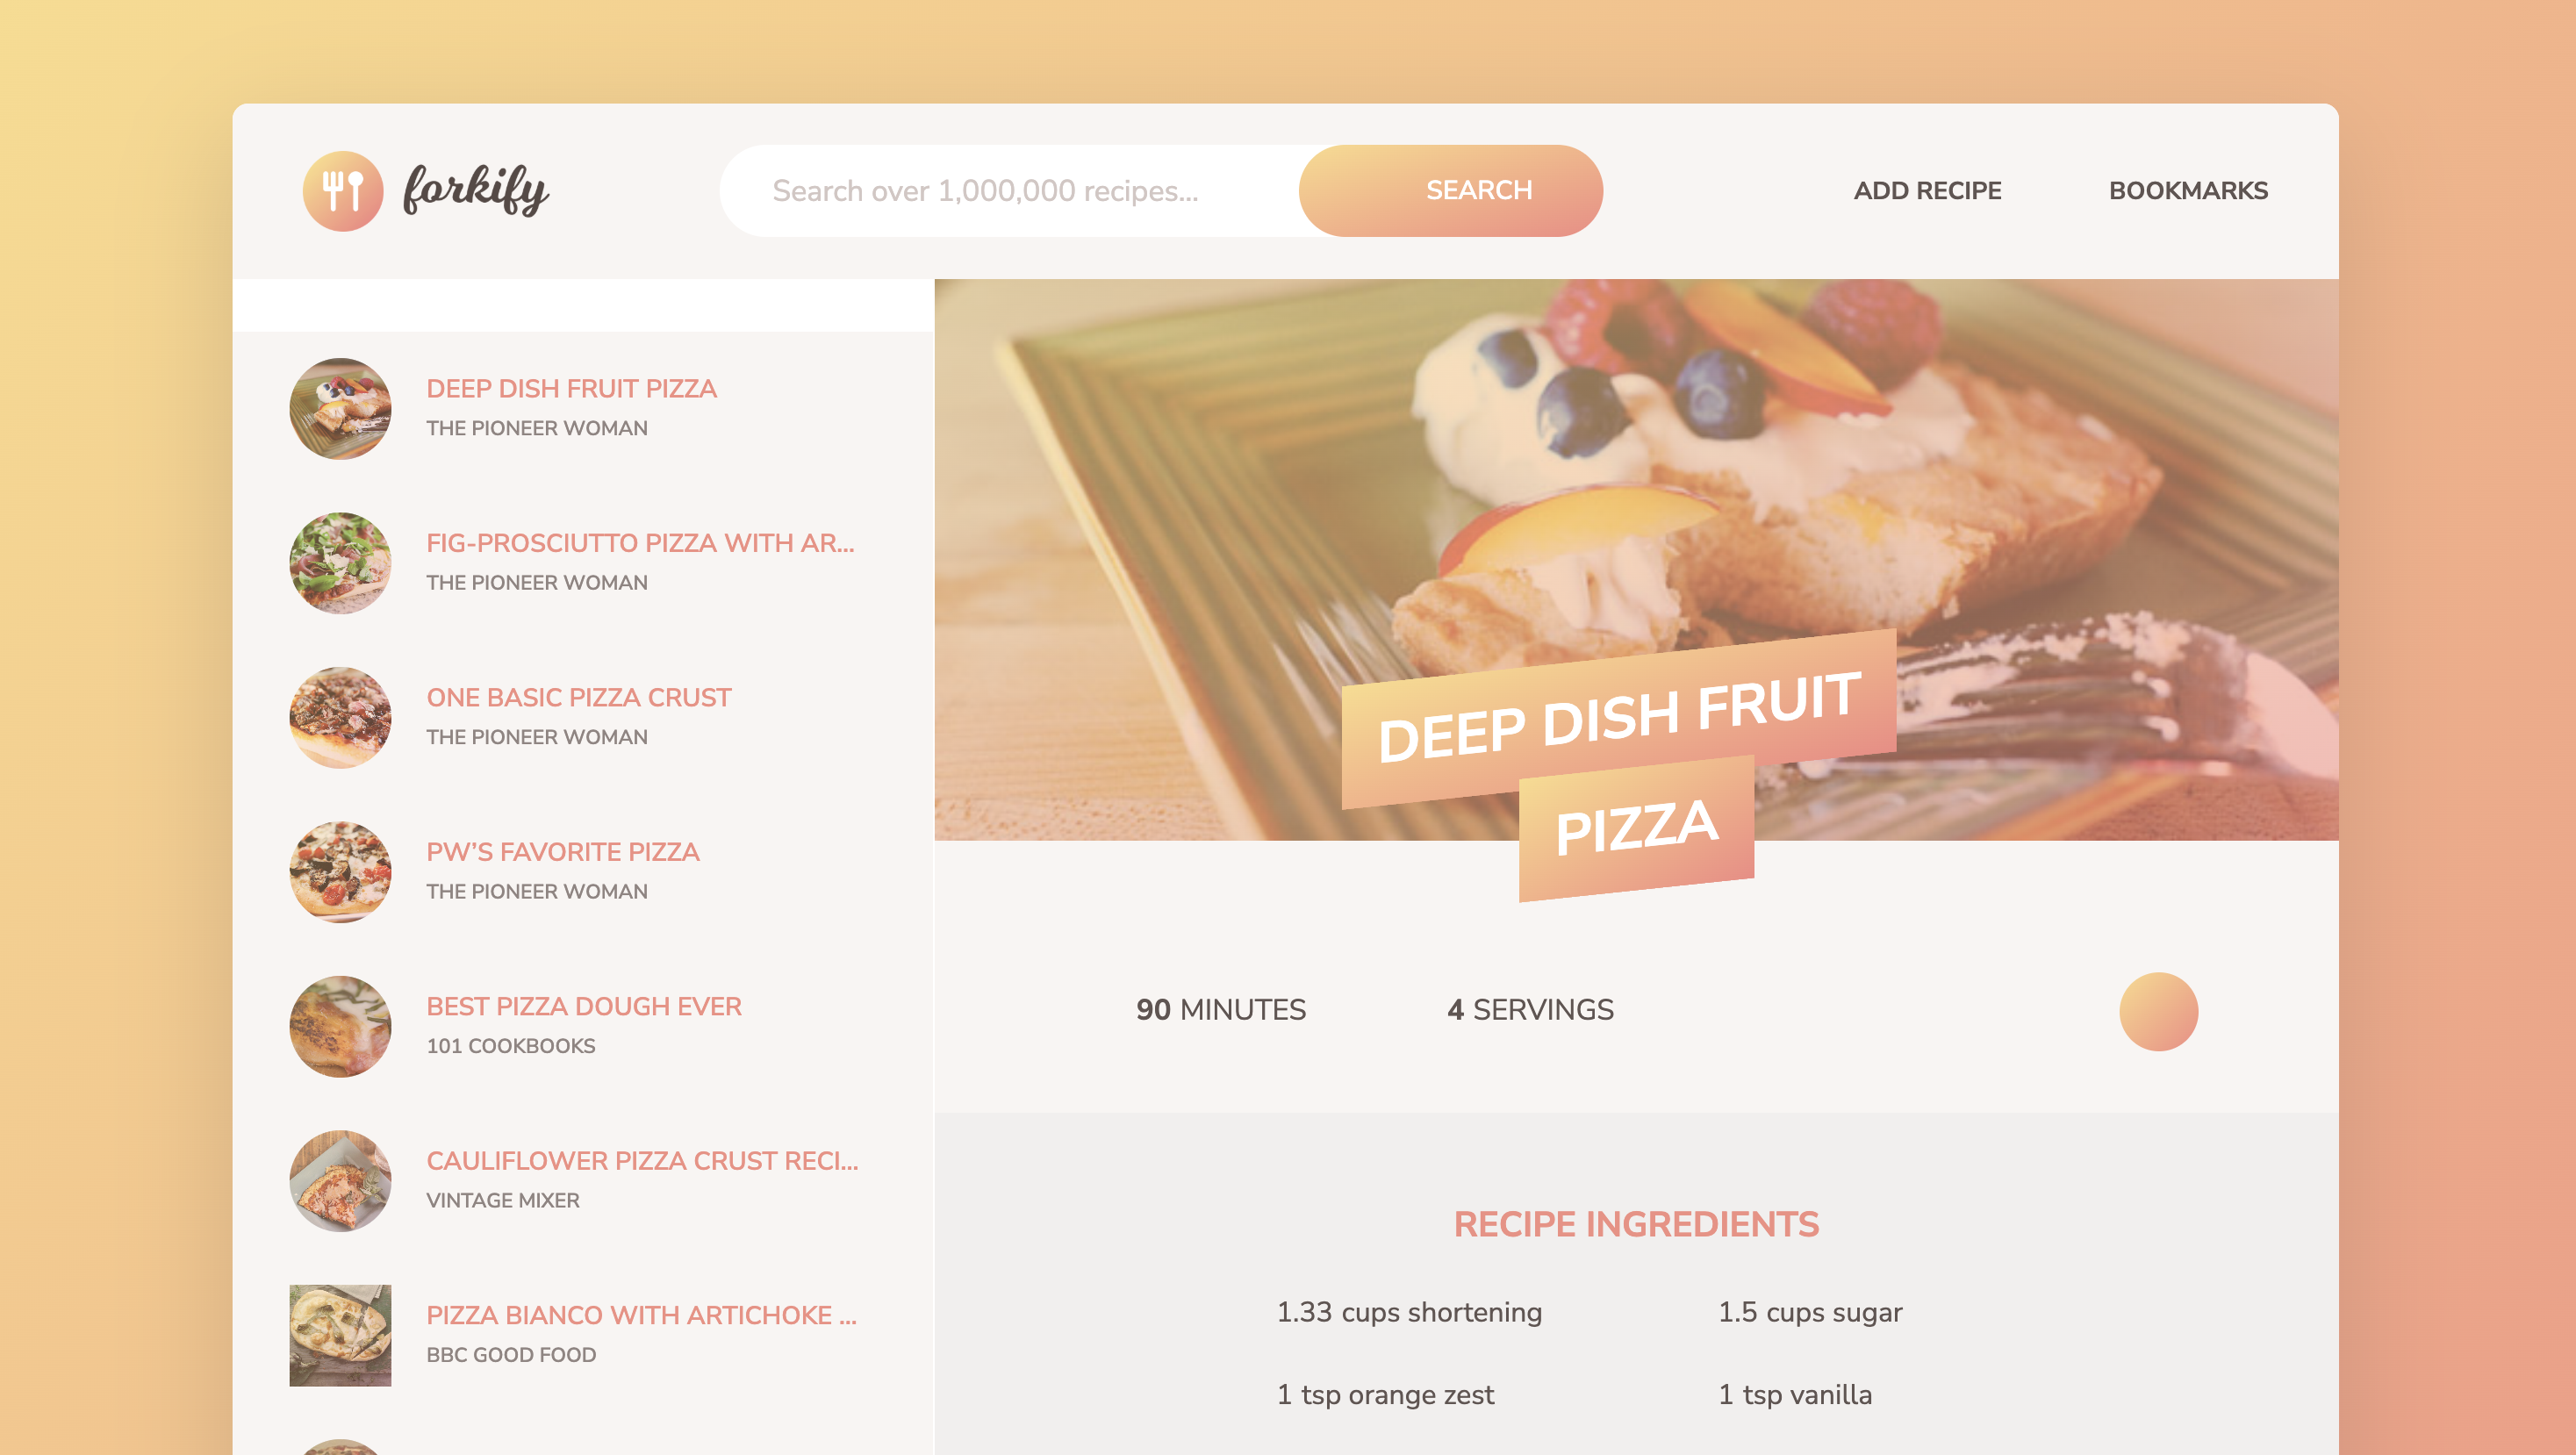 forkify
Search over 1,000,000 recipes...
SEARCH
ADD RECIPE
BOOKMARKS
DEEP DISH FRUIT PIZZA
THE PIONEER WOMAN
FIG-PROSCIUTTO PIZZA WITH AR...
THE PIONEER WOMAN
ONE BASIC PIZZA CRUST
THE PIONEER WOMAN
PW’S FAVORITE PIZZA
THE PIONEER WOMAN
BEST PIZZA DOUGH EVER
101 COOKBOOKS
CAULIFLOWER PIZZA CRUST RECI...
VINTAGE MIXER
PIZZA BIANCO WITH ARTICHOKE ...
BBC GOOD FOOD
DEEP DISH FRUIT
PIZZA
90 MINUTES
4 SERVINGS
RECIPE INGREDIENTS
1.33 cups shortening
1.5 cups sugar
1 tsp orange zest
1 tsp vanilla